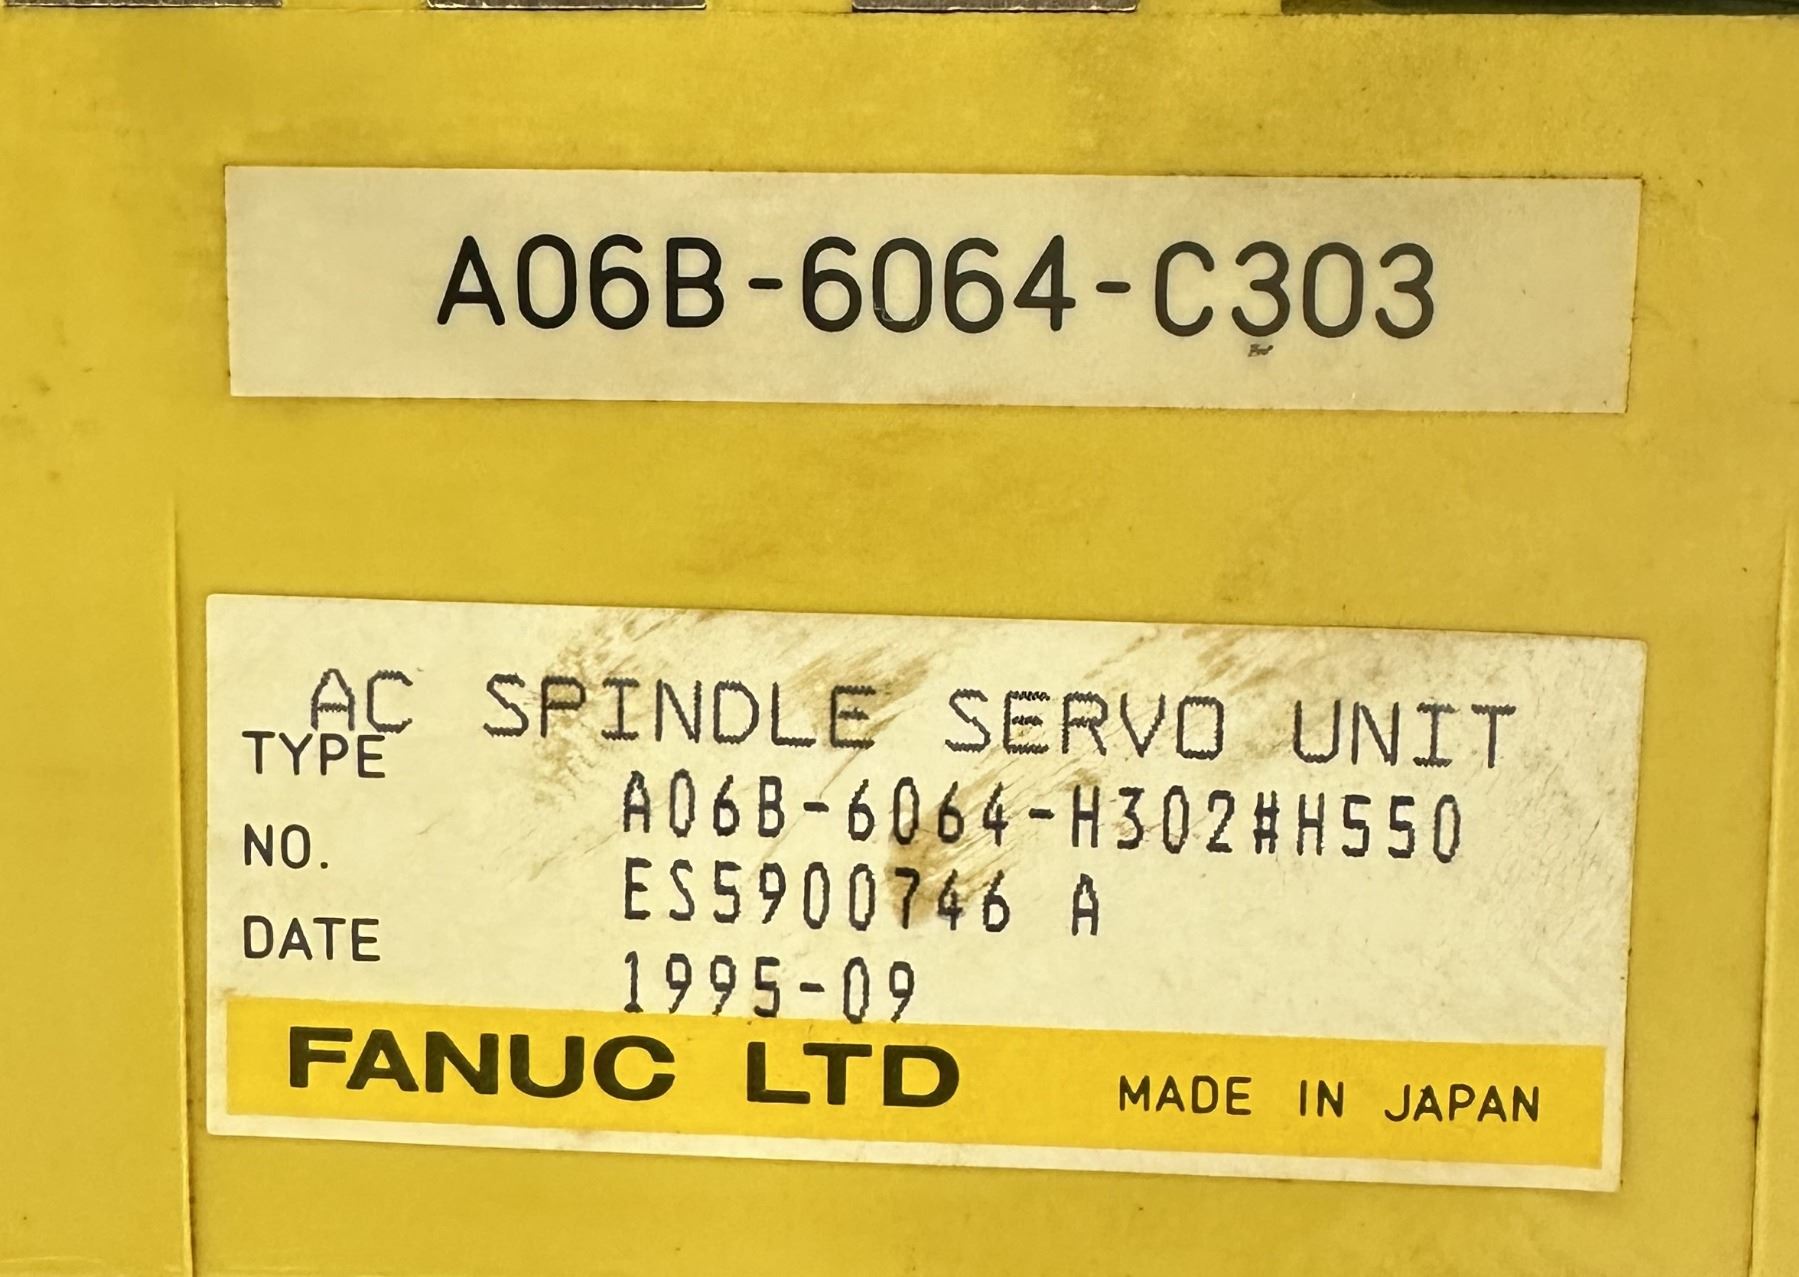 A06B-6064-C303
AC SPINDLE SERVO UNIT
TYPE A06B-6064-H302#H550
NO. ES5900746 A
DATE 1995-09
FANUC LTD MADE IN JAPAN